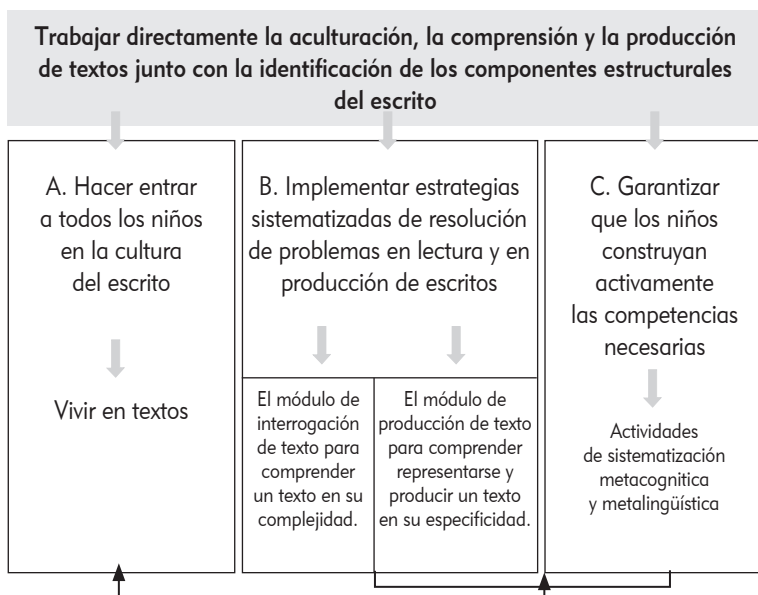 Trabajar directamente la aculturación, la comprensión y la producción
de textos junto con la identificación de los componentes estructurales
del escrito
A. Hacer entrar
a todos los niños
en la cultura
del escrito
Vivir en textos
B. Implementar estrategias
sistematizadas de resolución
de problemas en lectura y en
producción de escritos
El módulo de
interrogación
de texto para
comprender
un texto en su
complejidad.
El módulo de
producción de texto
para comprender
representarse y
producir un texto
en su especificidad.
C. Garantizar
que los niños
construyan
activamente
las competencias
necesarias
Actividades
de sistematización
metacognitica
y metalingüística